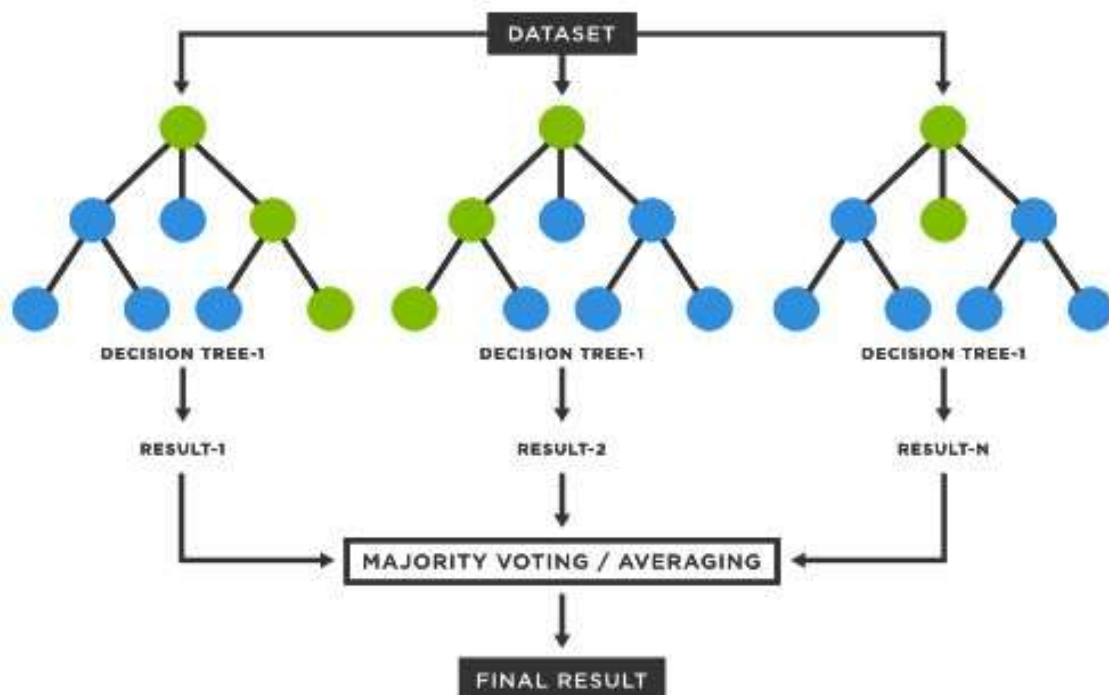 DATASET
DECISION TREE-1
DECISION TREE-1
DECISION TREE-1
RESULT-1
RESULT-2
RESULT-N
MAJORITY VOTING / AVERAGING
FINAL RESULT